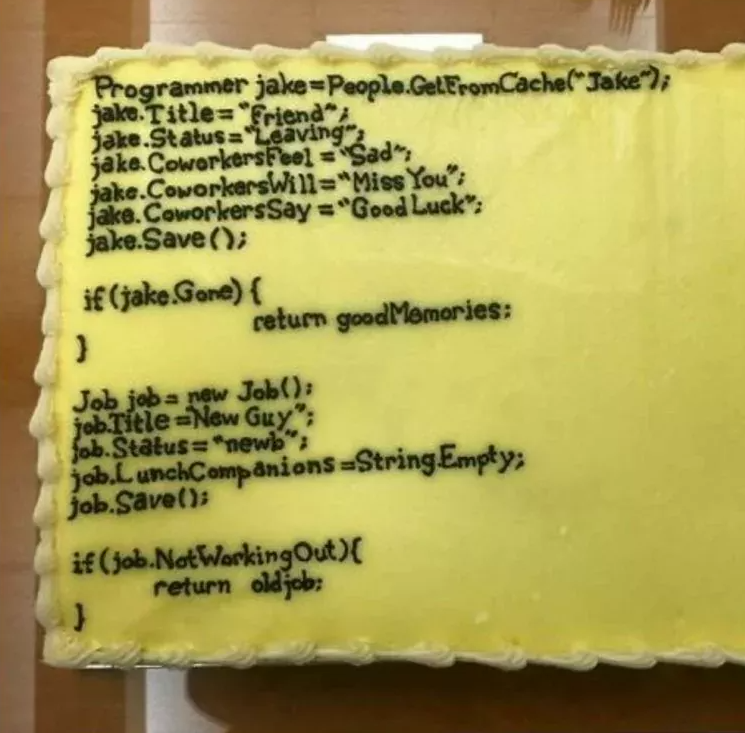 Programmer jake=People.GetFromCache("Jake");
jake.Title="Friend";
jake.Status="Leaving";
jake.CoworkersFeel="Sad";
jake.CoworkersWill="Miss You";
jake.CoworkersSay="Good Luck";
jake.Save();
if(jake.Gone){
return goodMemories;
}
Job job= new Job();
job.Title=New Guy";
job.Status="newb";
job.LunchCompanions=String.Empty;
job.Save();
if(job.NotWorkingOut){
return oldjob;
}